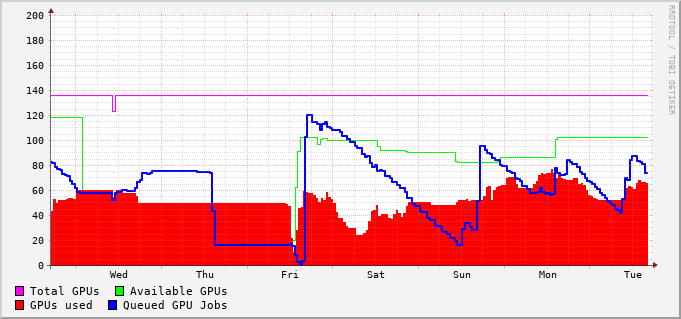 200
180
160
140
120
100
80
60
40
20
0
Wed Thu Fri Sat Sun Mon Tue
Total GPUs Available GPUs
GPUs used Queued GPU Jobs
RRDTOOL / TOBI OETIKER